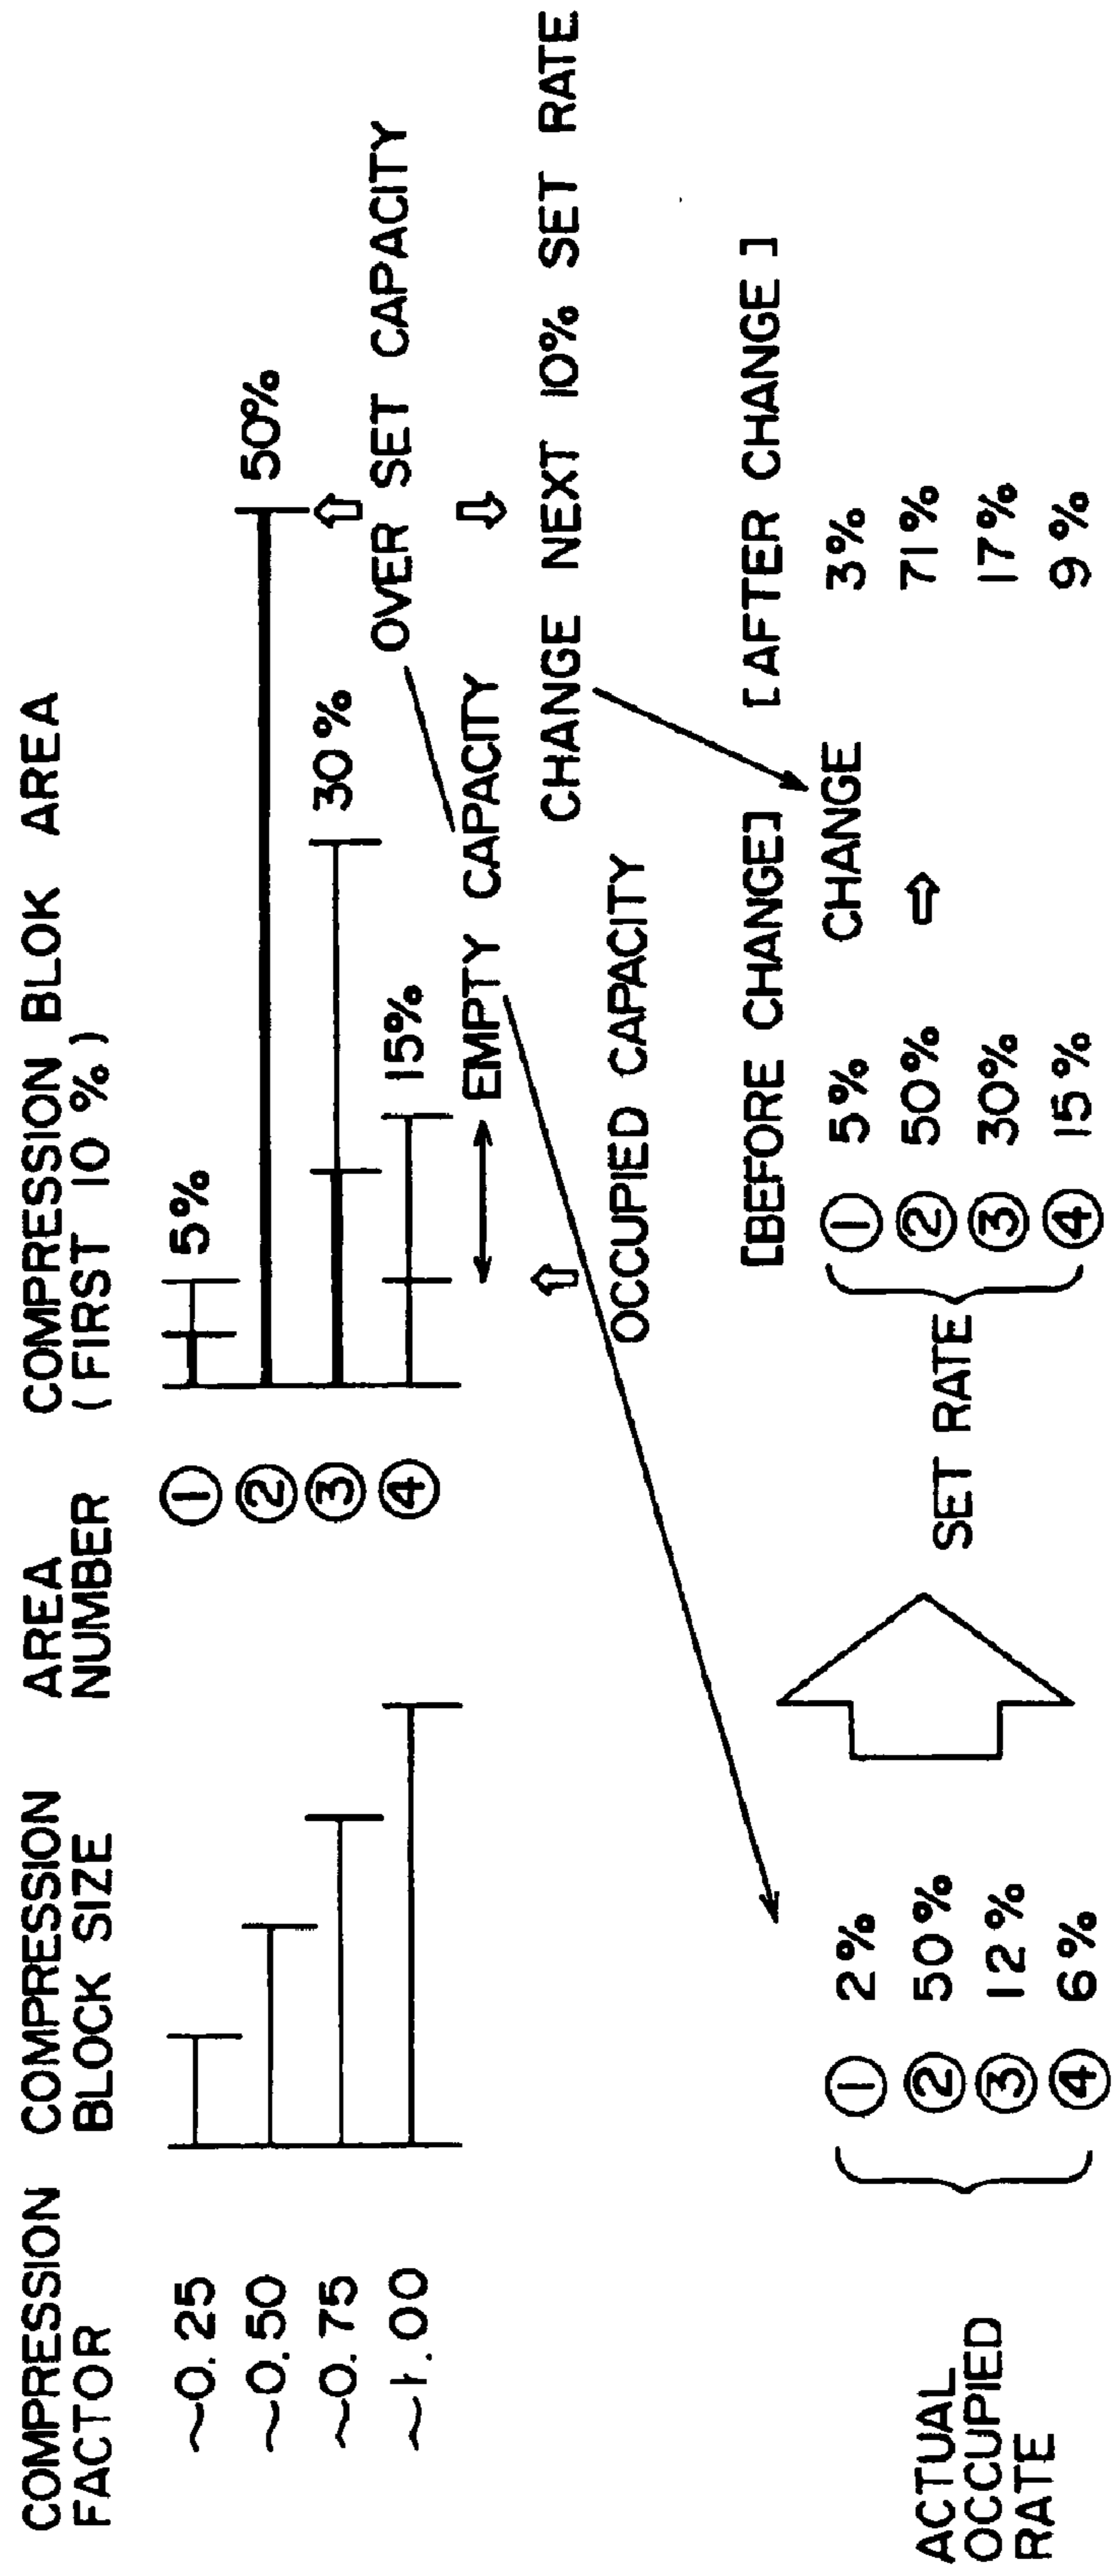 COMPRESSION FACTOR
COMPRESSION BLOCK SIZE
AREA NUMBER
COMPRESSION BLOK AREA
(FIRST 10 %)
~0.25
① 5%
~0.50
② 50%
~0.75
③ 30%
~1.00
④ 15%
OVER SET CAPACITY
EMPTY CAPACITY
CHANGE NEXT 10% SET RATE
OCCUPIED CAPACITY
[BEFORE CHANGE] [AFTER CHANGE]
ACTUAL
OCCUPIED
RATE
① 2%
② 50%
③ 12%
④ 6%
SET RATE
① 5% CHANGE 3%
② 50% ⇨ 71%
③ 30% 17%
④ 15% 9%